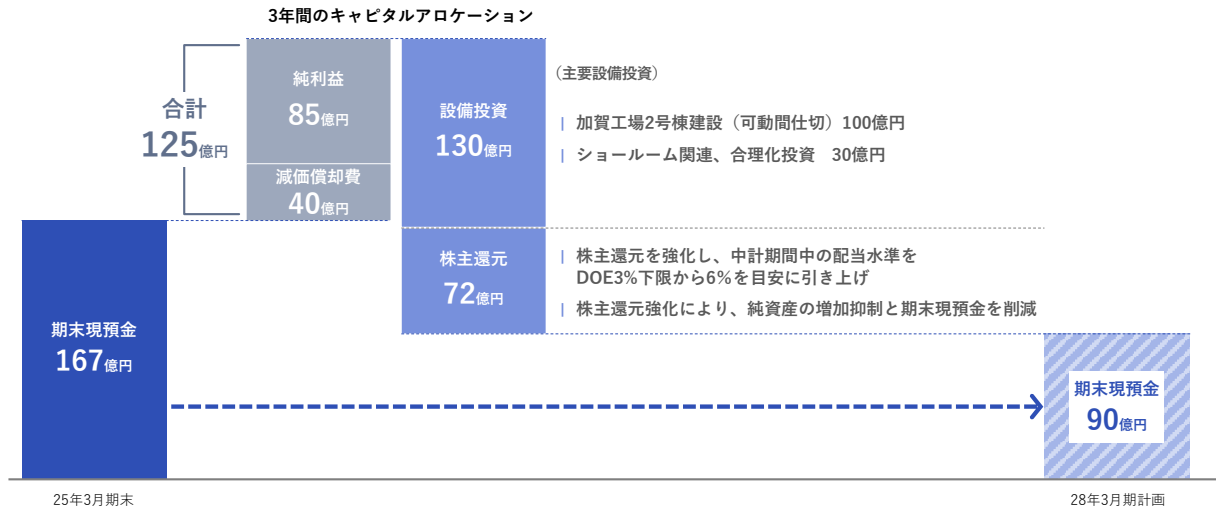 3年間のキャピタルアロケーション
合計
125億円
純利益
85億円
減価償却費
40億円
設備投資
130億円
（主要設備投資）
| 加賀工場2号棟建設（可動間仕切）100億円
| ショールーム関連、合理化投資　30億円
株主還元
72億円
| 株主還元を強化し、中計期間中の配当水準を
DOE3%下限から6%を目安に引き上げ
| 株主還元強化により、純資産の増加抑制と期末現預金を削減
期末現預金
167億円
期末現預金
90億円
25年3月期末
28年3月期計画